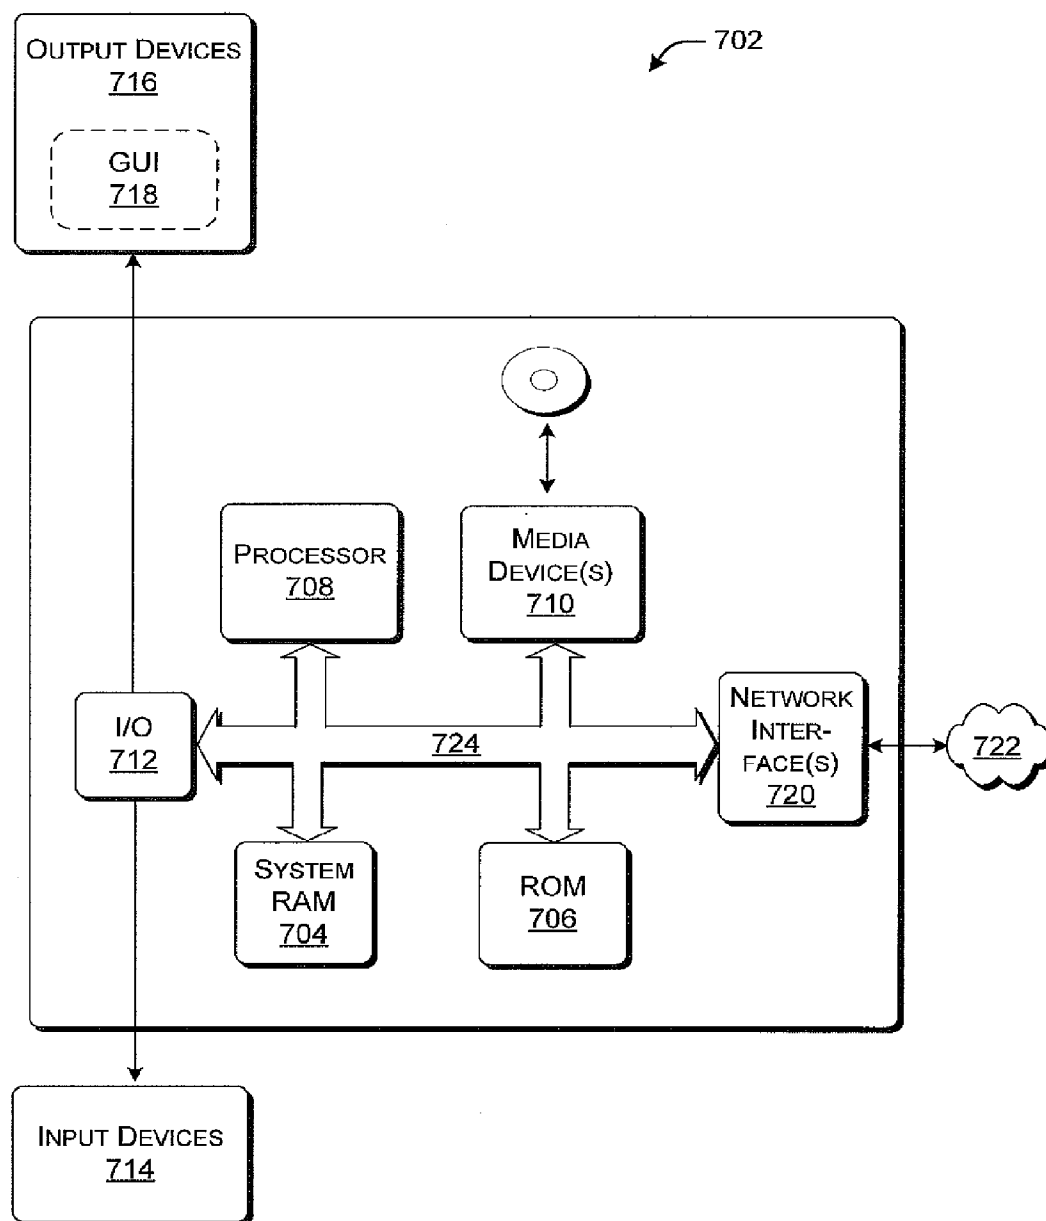 OUTPUT DEVICES
716
GUI
718
702
PROCESSOR
708
MEDIA
DEVICE(S)
710
I/O
712
724
NETWORK
INTER-
FACE(S)
720
722
SYSTEM
RAM
704
ROM
706
INPUT DEVICES
714